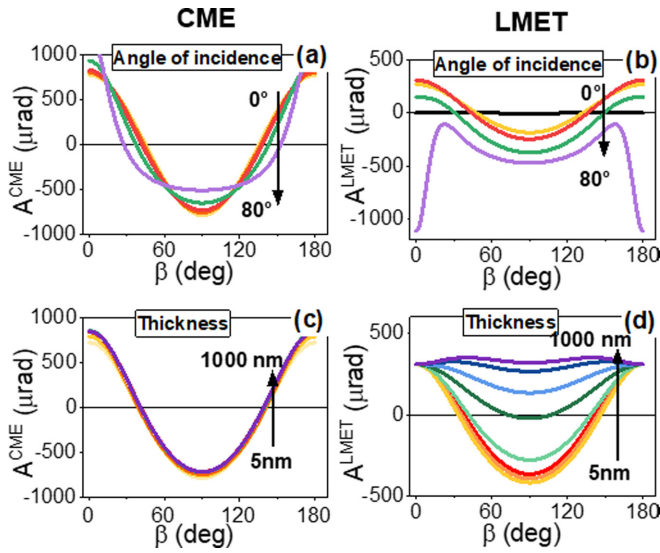 CME
LMET
Angle of incidence
(a)
0°
80°
A^CME (μrad)
1000
500
0
-500
-1000
0 60 120 180
β (deg)
Angle of incidence
(b)
0°
80°
A^LMET (μrad)
500
0
-500
-1000
0 60 120 180
β (deg)
Thickness
(c)
1000 nm
5nm
A^CME (μrad)
1000
500
0
-500
-1000
0 60 120 180
β (deg)
Thickness
(d)
1000 nm
5nm
A^LMET (μrad)
500
0
-500
0 60 120 180
β (deg)